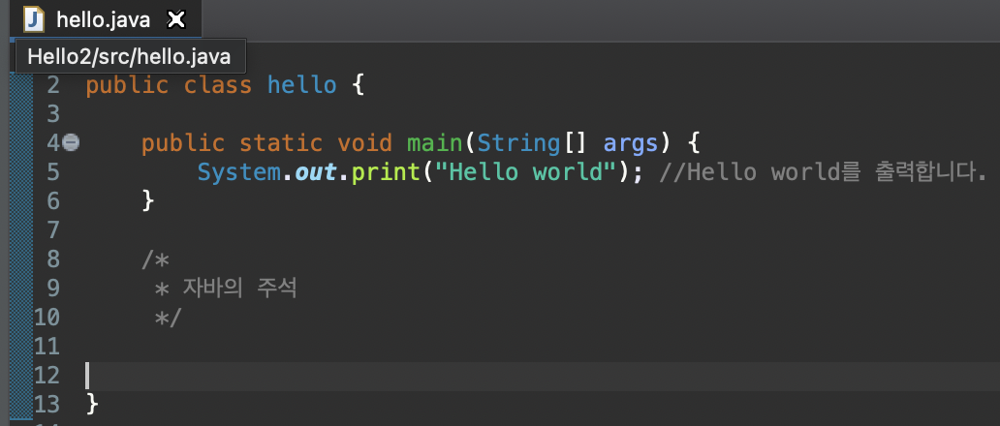 hello.java
Hello2/src/hello.java
2 public class hello {
3
4 public static void main(String[] args) {
5 System.out.print("Hello world"); //Hello world를 출력합니다.
6 }
7
8 /*
9 * 자바의 주석
10 */
11
12
13 }